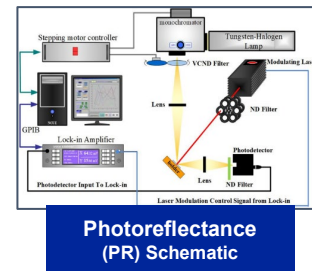 monochromator
Stepping motor controller
Tungsten-Halogen
Lamp
VCND Filter
Modulating Las
Lens
ND Filter
GPIB
Lock-in Amplifier
Photodetector
Lens
ND Filter
Photodetector Input To Lock-in
Laser Modulation Control Signal from Lock-in
Photoreflectance
(PR) Schematic